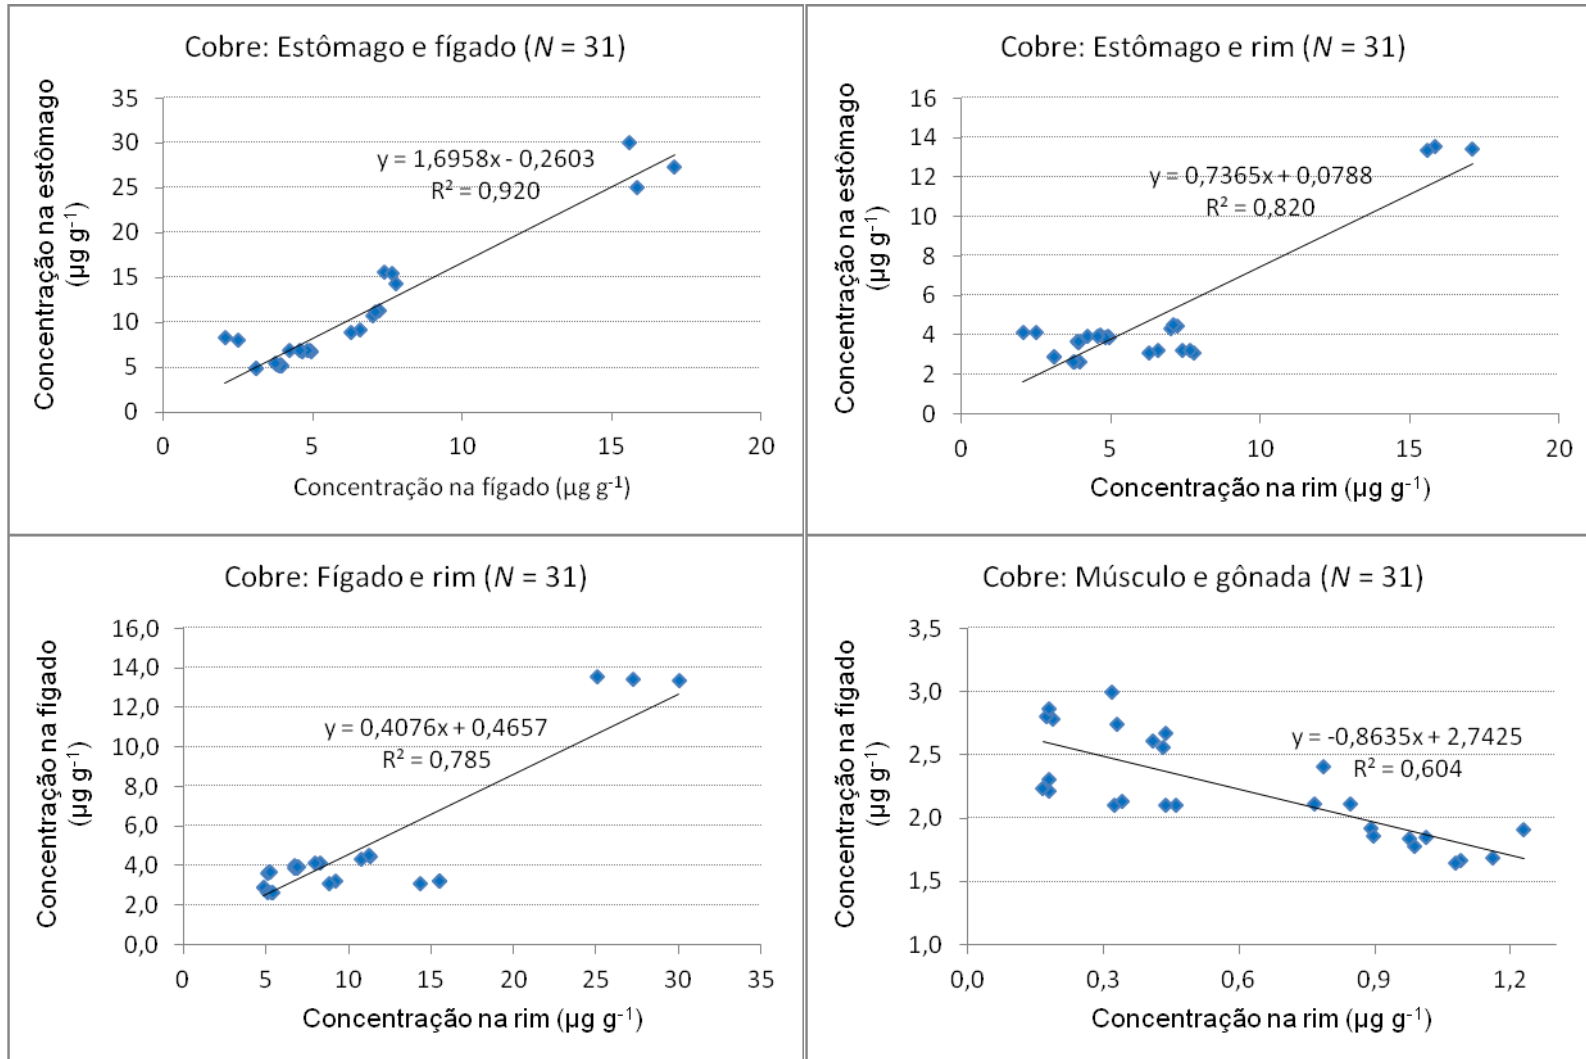 Cobre: Estômago e fígado (N = 31)
Concentração na estômago
(µg g⁻¹)
35
30
25
20
15
10
5
0
y = 1,6958x - 0,2603
R² = 0,920
0 5 10 15 20
Concentração na fígado (µg g⁻¹)
Cobre: Estômago e rim (N = 31)
Concentração na estômago
(µg g⁻¹)
16
14
12
10
8
6
4
2
0
y = 0,7365x + 0,0788
R² = 0,820
0 5 10 15 20
Concentração na rim (µg g⁻¹)
Cobre: Fígado e rim (N = 31)
Concentração na fígado
(µg g⁻¹)
16,0
14,0
12,0
10,0
8,0
6,0
4,0
2,0
0,0
y = 0,4076x + 0,4657
R² = 0,785
0 5 10 15 20 25 30 35
Concentração na rim (µg g⁻¹)
Cobre: Músculo e gônada (N = 31)
Concentração na fígado
(µg g⁻¹)
3,5
3,0
2,5
2,0
1,5
1,0
y = -0,8635x + 2,7425
R² = 0,604
0,0 0,3 0,6 0,9 1,2
Concentração na rim (µg g⁻¹)